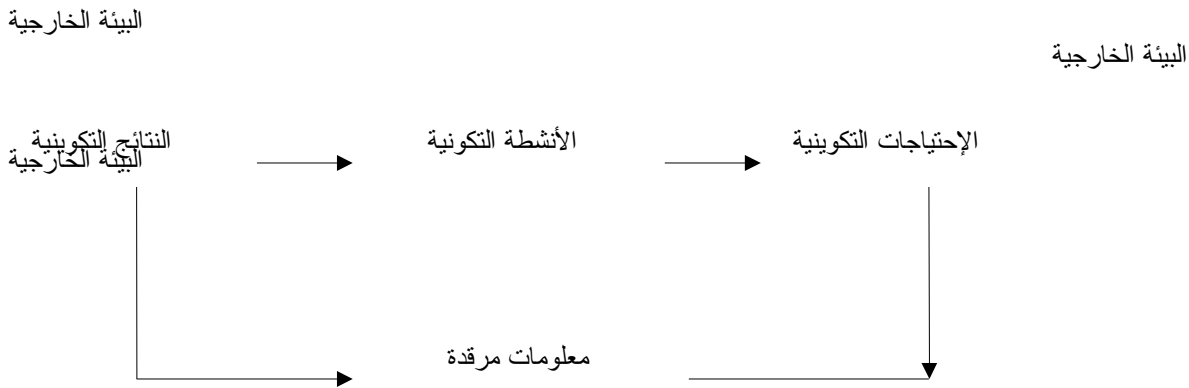 البيئة الخارجية
البيئة الخارجية
الإحتياجات التكوينية
الأنشطة التكونية
النتائج التكوينية
البيئة الخارجية
معلومات مرقدة